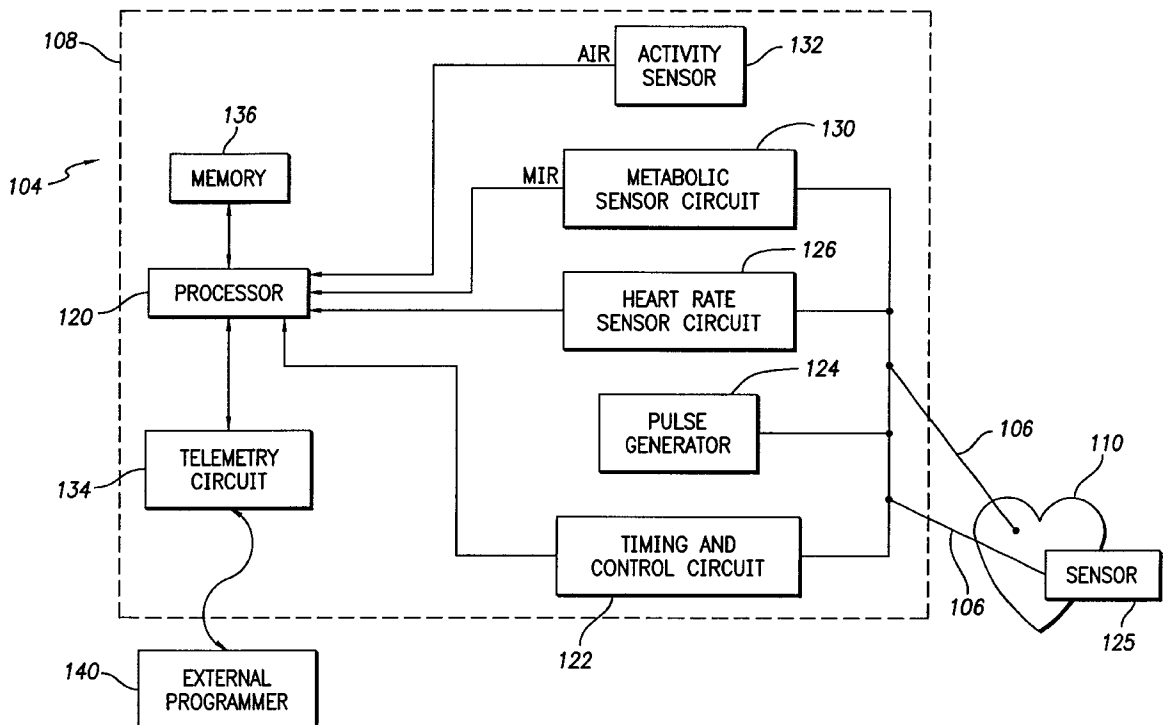 108
AIR
ACTIVITY
SENSOR
132
136
130
104
MEMORY
MIR
METABOLIC
SENSOR CIRCUIT
126
120
PROCESSOR
HEART RATE
SENSOR CIRCUIT
124
PULSE
GENERATOR
106
110
134
TELEMETRY
CIRCUIT
TIMING AND
CONTROL CIRCUIT
106
SENSOR
122
125
140
EXTERNAL
PROGRAMMER